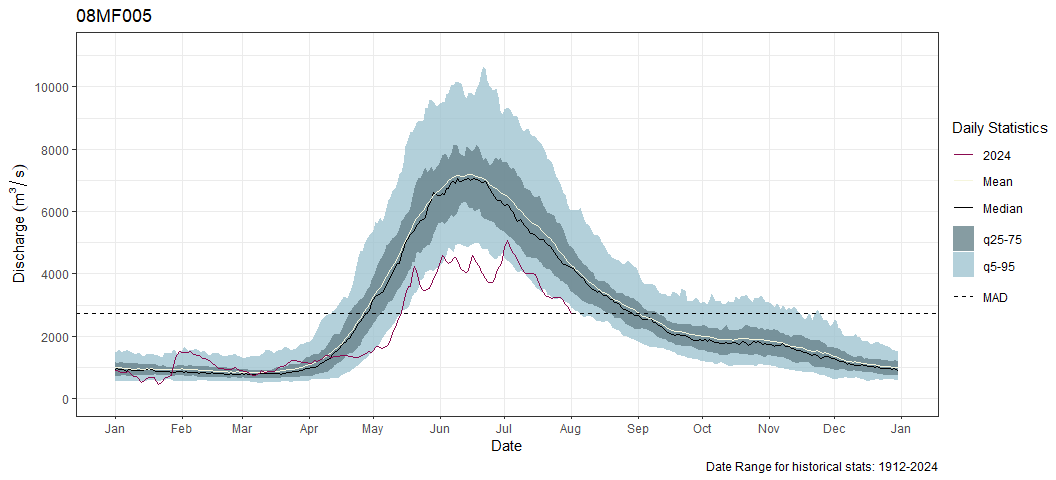 08MF005
Discharge (m³/ s)
10000
8000
6000
4000
2000
0
Jan Feb Mar Apr May Jun Jul Aug Sep Oct Nov Dec Jan
Date
Daily Statistics
2024
Mean
Median
q25-75
q5-95
MAD
Date Range for historical stats: 1912-2024